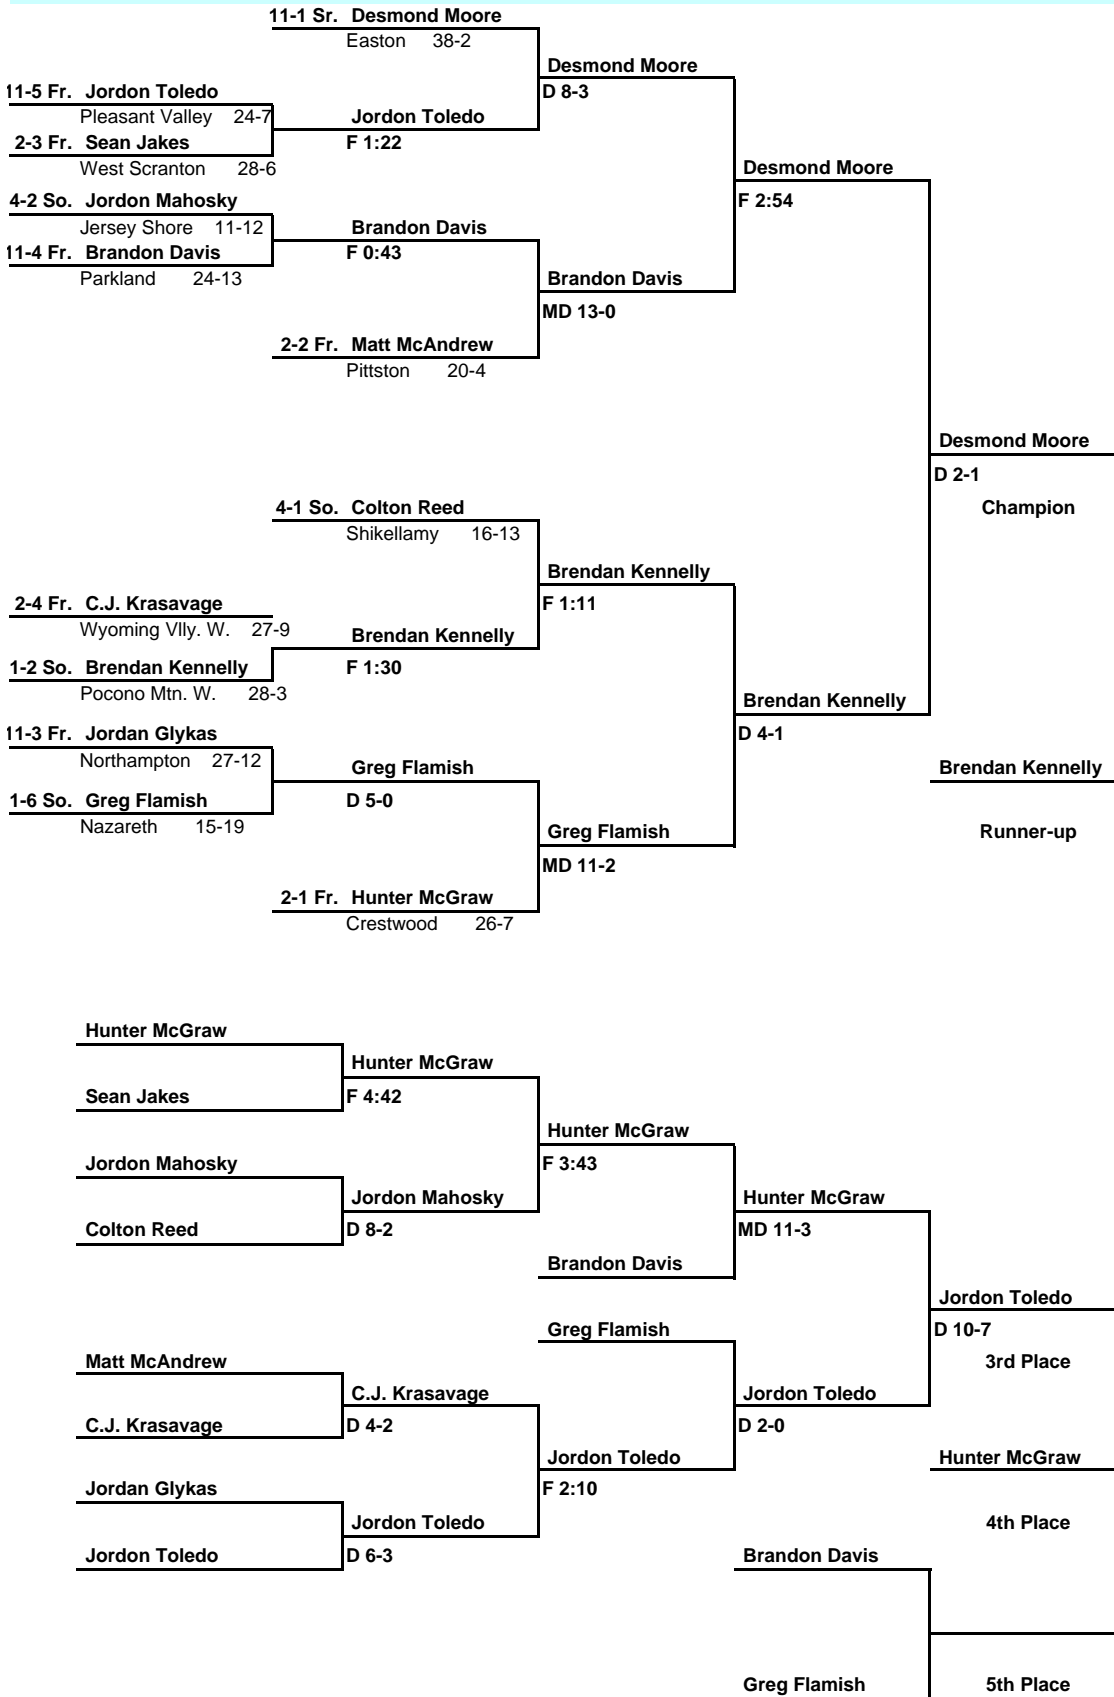 11-1 Sr. Desmond Moore
Easton 38-2
Desmond Moore
11-5 Fr. Jordon Toledo
D 8-3
Pleasant Valley 24-7
Jordon Toledo
2-3 Fr. Sean Jakes
F 1:22
West Scranton 28-6
Desmond Moore
4-2 So. Jordon Mahosky
F 2:54
Jersey Shore 11-12
Brandon Davis
11-4 Fr. Brandon Davis
F 0:43
Parkland 24-13
Brandon Davis
MD 13-0
2-2 Fr. Matt McAndrew
Pittston 20-4
Desmond Moore
D 2-1
4-1 So. Colton Reed
Champion
Shikellamy 16-13
Brendan Kennelly
2-4 Fr. C.J. Krasavage
F 1:11
Wyoming Vlly. W. 27-9
Brendan Kennelly
1-2 So. Brendan Kennelly
F 1:30
Pocono Mtn. W. 28-3
Brendan Kennelly
11-3 Fr. Jordan Glykas
D 4-1
Northampton 27-12
Greg Flamish
Brendan Kennelly
1-6 So. Greg Flamish
D 5-0
Nazareth 15-19
Greg Flamish
Runner-up
MD 11-2
2-1 Fr. Hunter McGraw
Crestwood 26-7
Hunter McGraw
Hunter McGraw
Sean Jakes
F 4:42
Hunter McGraw
Jordon Mahosky
F 3:43
Jordon Mahosky
Hunter McGraw
Colton Reed
D 8-2
MD 11-3
Brandon Davis
Jordon Toledo
Greg Flamish
D 10-7
Matt McAndrew
3rd Place
C.J. Krasavage
Jordon Toledo
C.J. Krasavage
D 4-2
D 2-0
Jordon Toledo
Hunter McGraw
Jordan Glykas
F 2:10
Jordon Toledo
4th Place
Jordon Toledo
D 6-3
Brandon Davis
Greg Flamish
5th Place